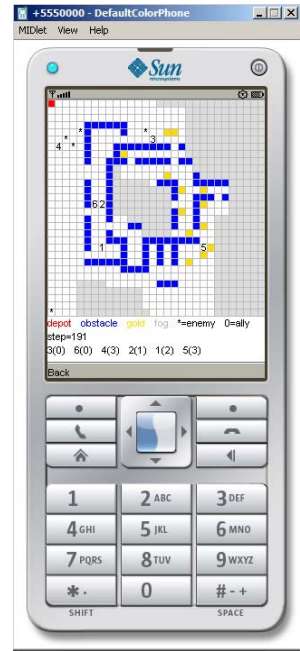 +5550000 - DefaultColorPhone
MIDlet View Help
Sun
microsystems
* *
4 * 3
6 2
1 5
*
depot obstacle gold fog *=enemy 0=ally
step=191
3(0) 6(0) 4(3) 2(1) 1(2) 5(3)
Back
1 2 ABC 3 DEF
4 GHI 5 JKL 6 MNO
7 PQRS 8 TUV 9 WXYZ
* . 0 # - +
SHIFT SPACE